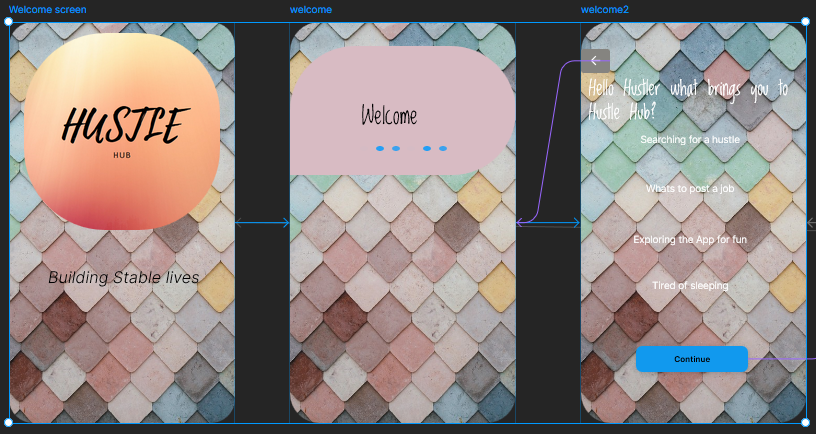 Welcome screen
HUSTLE
HUB
Building Stable lives
welcome
Welcome
welcome2
Hello Hustler what brings you to
Hustle Hub?
Searching for a hustle
Whats to post a job
Exploring the App for fun
Tired of sleeping
Continue